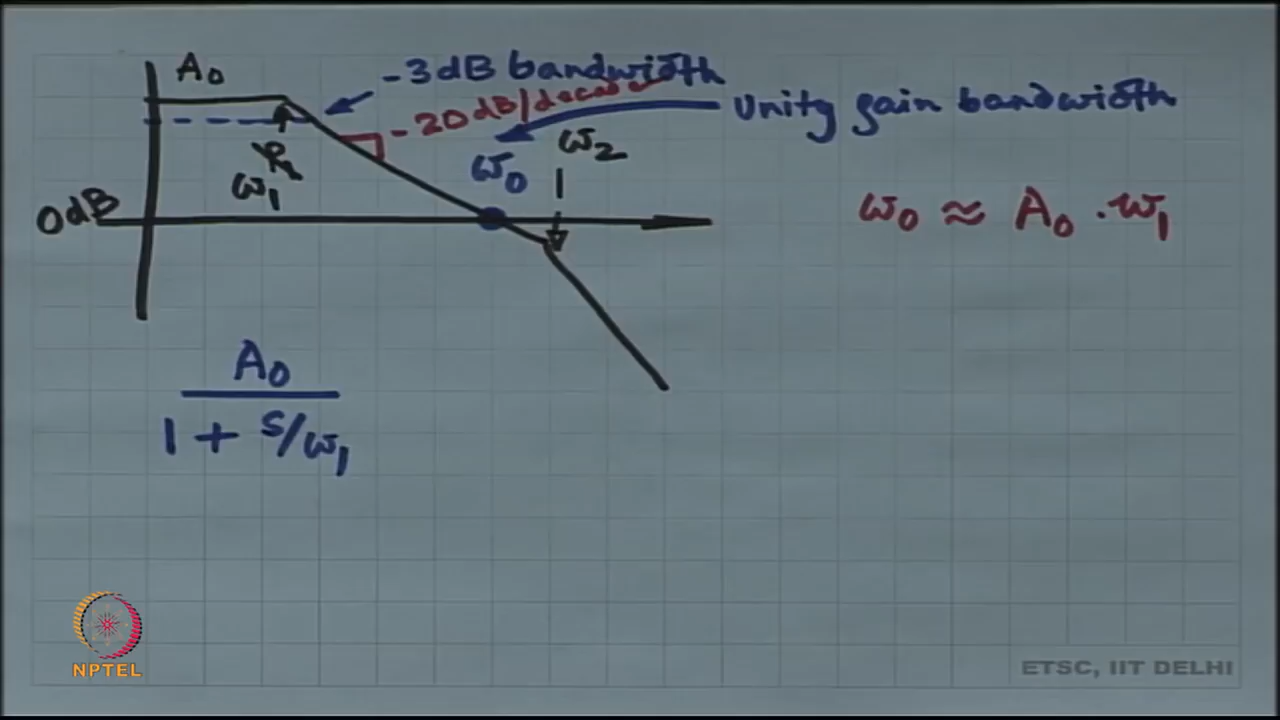 A0
-3dB bandwidth
-20dB/decade
Unity gain bandwidth
ω1
ω0
ω2
0dB
ω0 ≈ A0 . ω1
A0
1 + s/ω1
NPTEL
ETSC, IIT DELHI